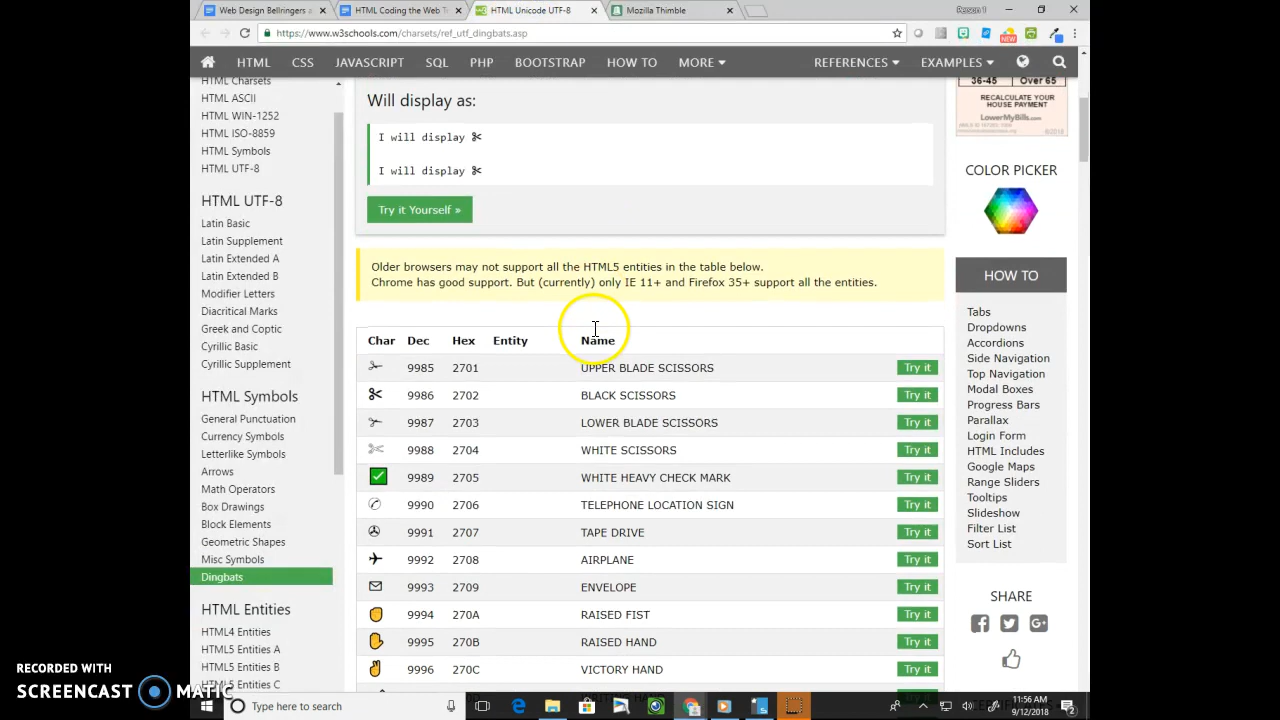 Web Design Bellringers a
HTML Coding the Web T
HTML Unicode UTF-8
Mozilla Thimble
Person 1
https://www.w3schools.com/charsets/ref_utf_dingbats.asp
NEW
HTML CSS JAVASCRIPT SQL PHP BOOTSTRAP HOW TO MORE REFERENCES EXAMPLES
HTML Charsets
HTML ASCII
HTML WIN-1252
HTML ISO-8859
HTML Symbols
HTML UTF-8
HTML UTF-8
Latin Basic
Latin Supplement
Latin Extended A
Latin Extended B
Modifier Letters
Diacritical Marks
Greek and Coptic
Cyrillic Basic
Cyrillic Supplement
HTML Symbols
General Punctuation
Currency Symbols
Letterlike Symbols
Arrows
Math Operators
Box Drawings
Block Elements
Geometric Shapes
Misc Symbols
Dingbats
HTML Entities
HTML4 Entities
HTML5 Entities A
HTML5 Entities B
HTML5 Entities C
Will display as:
I will display ✂
I will display ✂
Try it Yourself »
Older browsers may not support all the HTML5 entities in the table below.
Chrome has good support. But (currently) only IE 11+ and Firefox 35+ support all the entities.
Char Dec Hex Entity Name
✁ 9985 2701 UPPER BLADE SCISSORS Try it
✂ 9986 2702 BLACK SCISSORS Try it
✃ 9987 2703 LOWER BLADE SCISSORS Try it
✄ 9988 2704 WHITE SCISSORS Try it
✅ 9989 2705 WHITE HEAVY CHECK MARK Try it
✆ 9990 2706 TELEPHONE LOCATION SIGN Try it
✇ 9991 2707 TAPE DRIVE Try it
✈ 9992 2708 AIRPLANE Try it
✉ 9993 2709 ENVELOPE Try it
✊ 9994 270A RAISED FIST Try it
✋ 9995 270B RAISED HAND Try it
✌ 9996 270C VICTORY HAND Try it
36-45 Over 65
RECALCULATE YOUR
HOUSE PAYMENT
LowerMyBills.com
COLOR PICKER
HOW TO
Tabs
Dropdowns
Accordions
Side Navigation
Top Navigation
Modal Boxes
Progress Bars
Parallax
Login Form
HTML Includes
Google Maps
Range Sliders
Tooltips
Slideshow
Filter List
Sort List
SHARE
RECORDED WITH
SCREENCAST MATIC
Type here to search
11:56 AM
9/12/2018
2